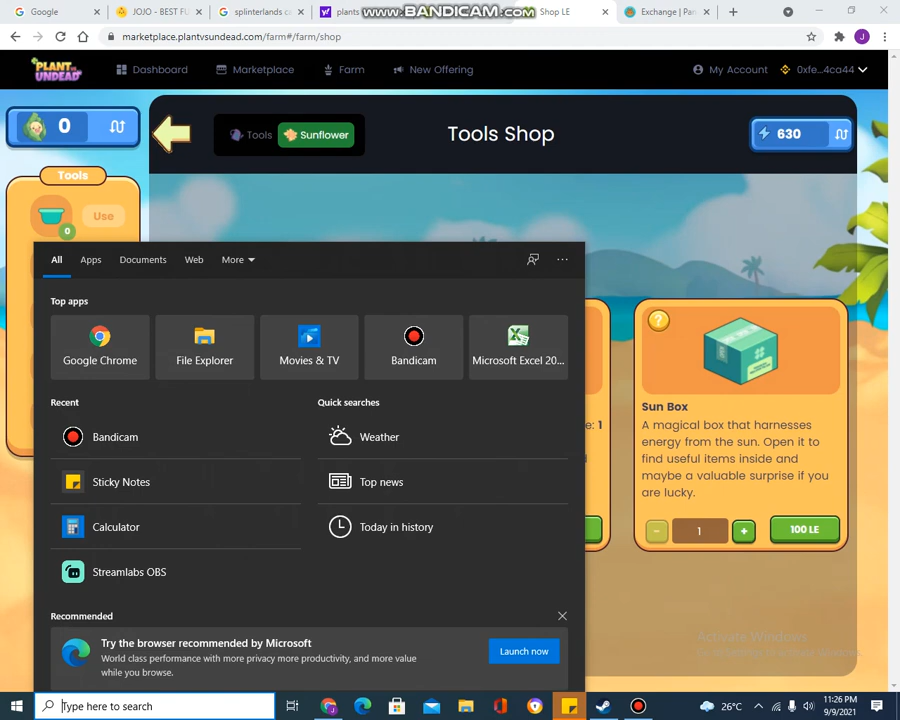 Google
JOJO - BEST FU
splinterlands ca
plants
WWW.BANDICAM.COM
Shop LE
Exchange | Pan
marketplace.plantvsundead.com/farm#/farm/shop
PLANT vs UNDEAD
Dashboard
Marketplace
Farm
New Offering
My Account
0xfe...4ca44
0
Tools
Sunflower
Tools Shop
630
Tools
Use
0
All
Apps
Documents
Web
More
Top apps
Google Chrome
File Explorer
Movies & TV
Bandicam
Microsoft Excel 20...
Recent
Quick searches
Bandicam
Weather
Sticky Notes
Top news
Calculator
Today in history
Streamlabs OBS
Recommended
Try the browser recommended by Microsoft
World class performance with more privacy more productivity, and more value
while you browse.
Launch now
e: 1
Sun Box
A magical box that harnesses
energy from the sun. Open it to
find useful items inside and
maybe a valuable surprise if you
are lucky.
1
100 LE
Activate Windows
Type here to search
26°C
11:26 PM
9/9/2021